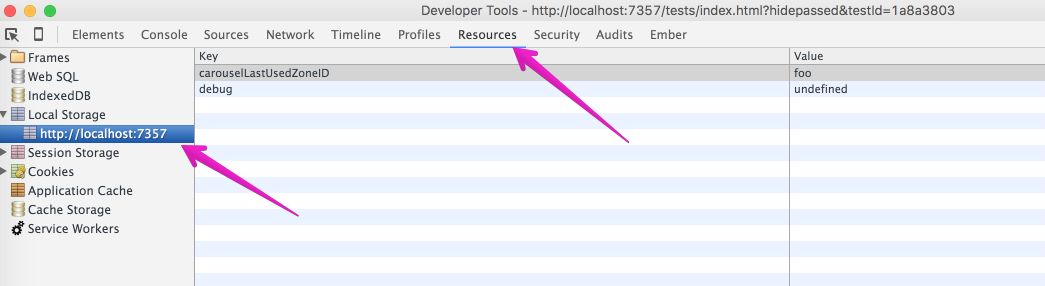 Developer Tools - http://localhost:7357/tests/index.html?hidepassed&testId=1a8a3803
Elements Console Sources Network Timeline Profiles Resources Security Audits Ember
Frames
Web SQL
IndexedDB
Local Storage
http://localhost:7357
Session Storage
Cookies
Application Cache
Cache Storage
Service Workers
Key Value
carouselLastUsedZoneID foo
debug undefined